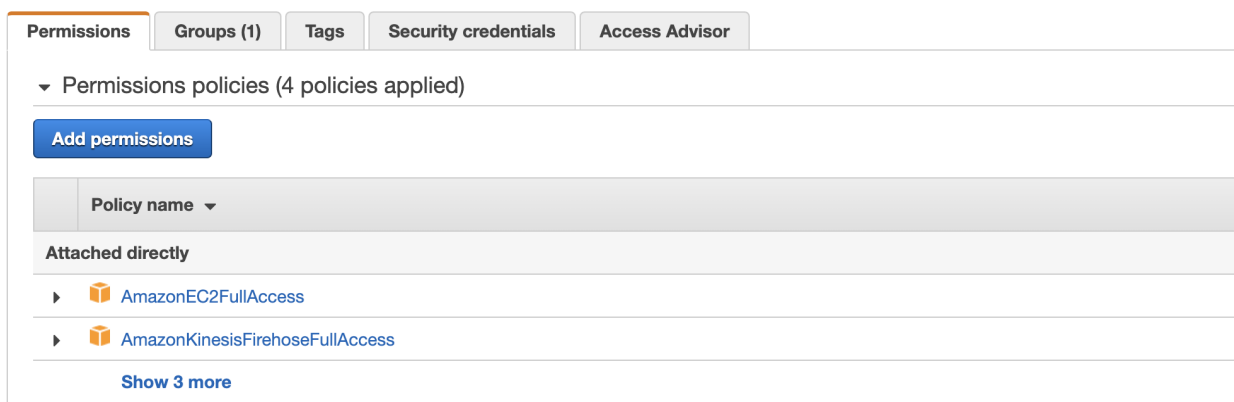 Permissions Groups (1) Tags Security credentials Access Advisor
Permissions policies (4 policies applied)
Add permissions
Policy name
Attached directly
AmazonEC2FullAccess
AmazonKinesisFirehoseFullAccess
Show 3 more